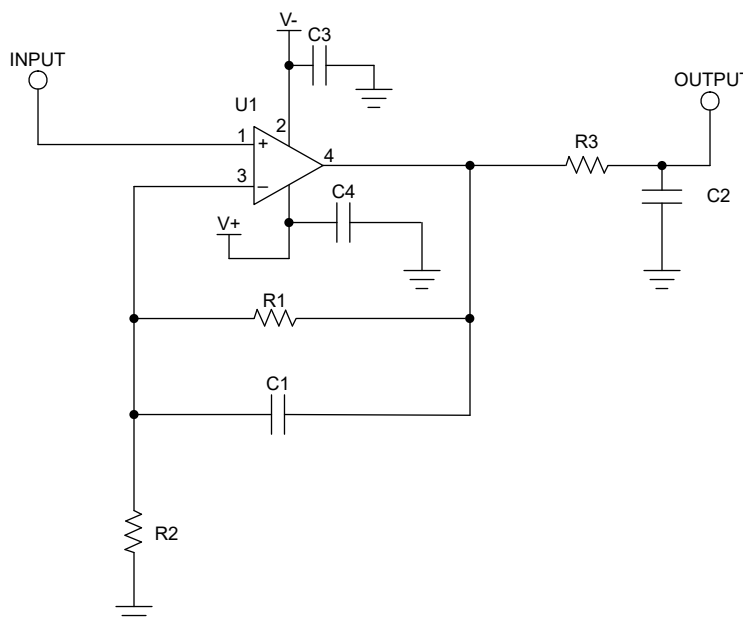 V-
C3
INPUT
OUTPUT
U1
2
1
+
R3
3
−
4
C4
C2
V+
R1
C1
R2